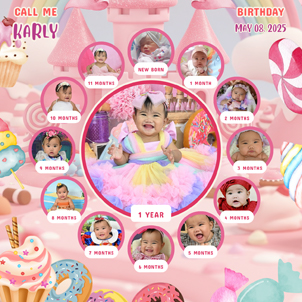 CALL ME
KARLY
BIRTHDAY
MAY 08, 2025
NEW BORN
1 MONTH
2 MONTHS
3 MONTHS
4 MONTHS
5 MONTHS
6 MONTHS
7 MONTHS
8 MONTHS
9 MONTHS
10 MONTHS
11 MONTHS
1 YEAR